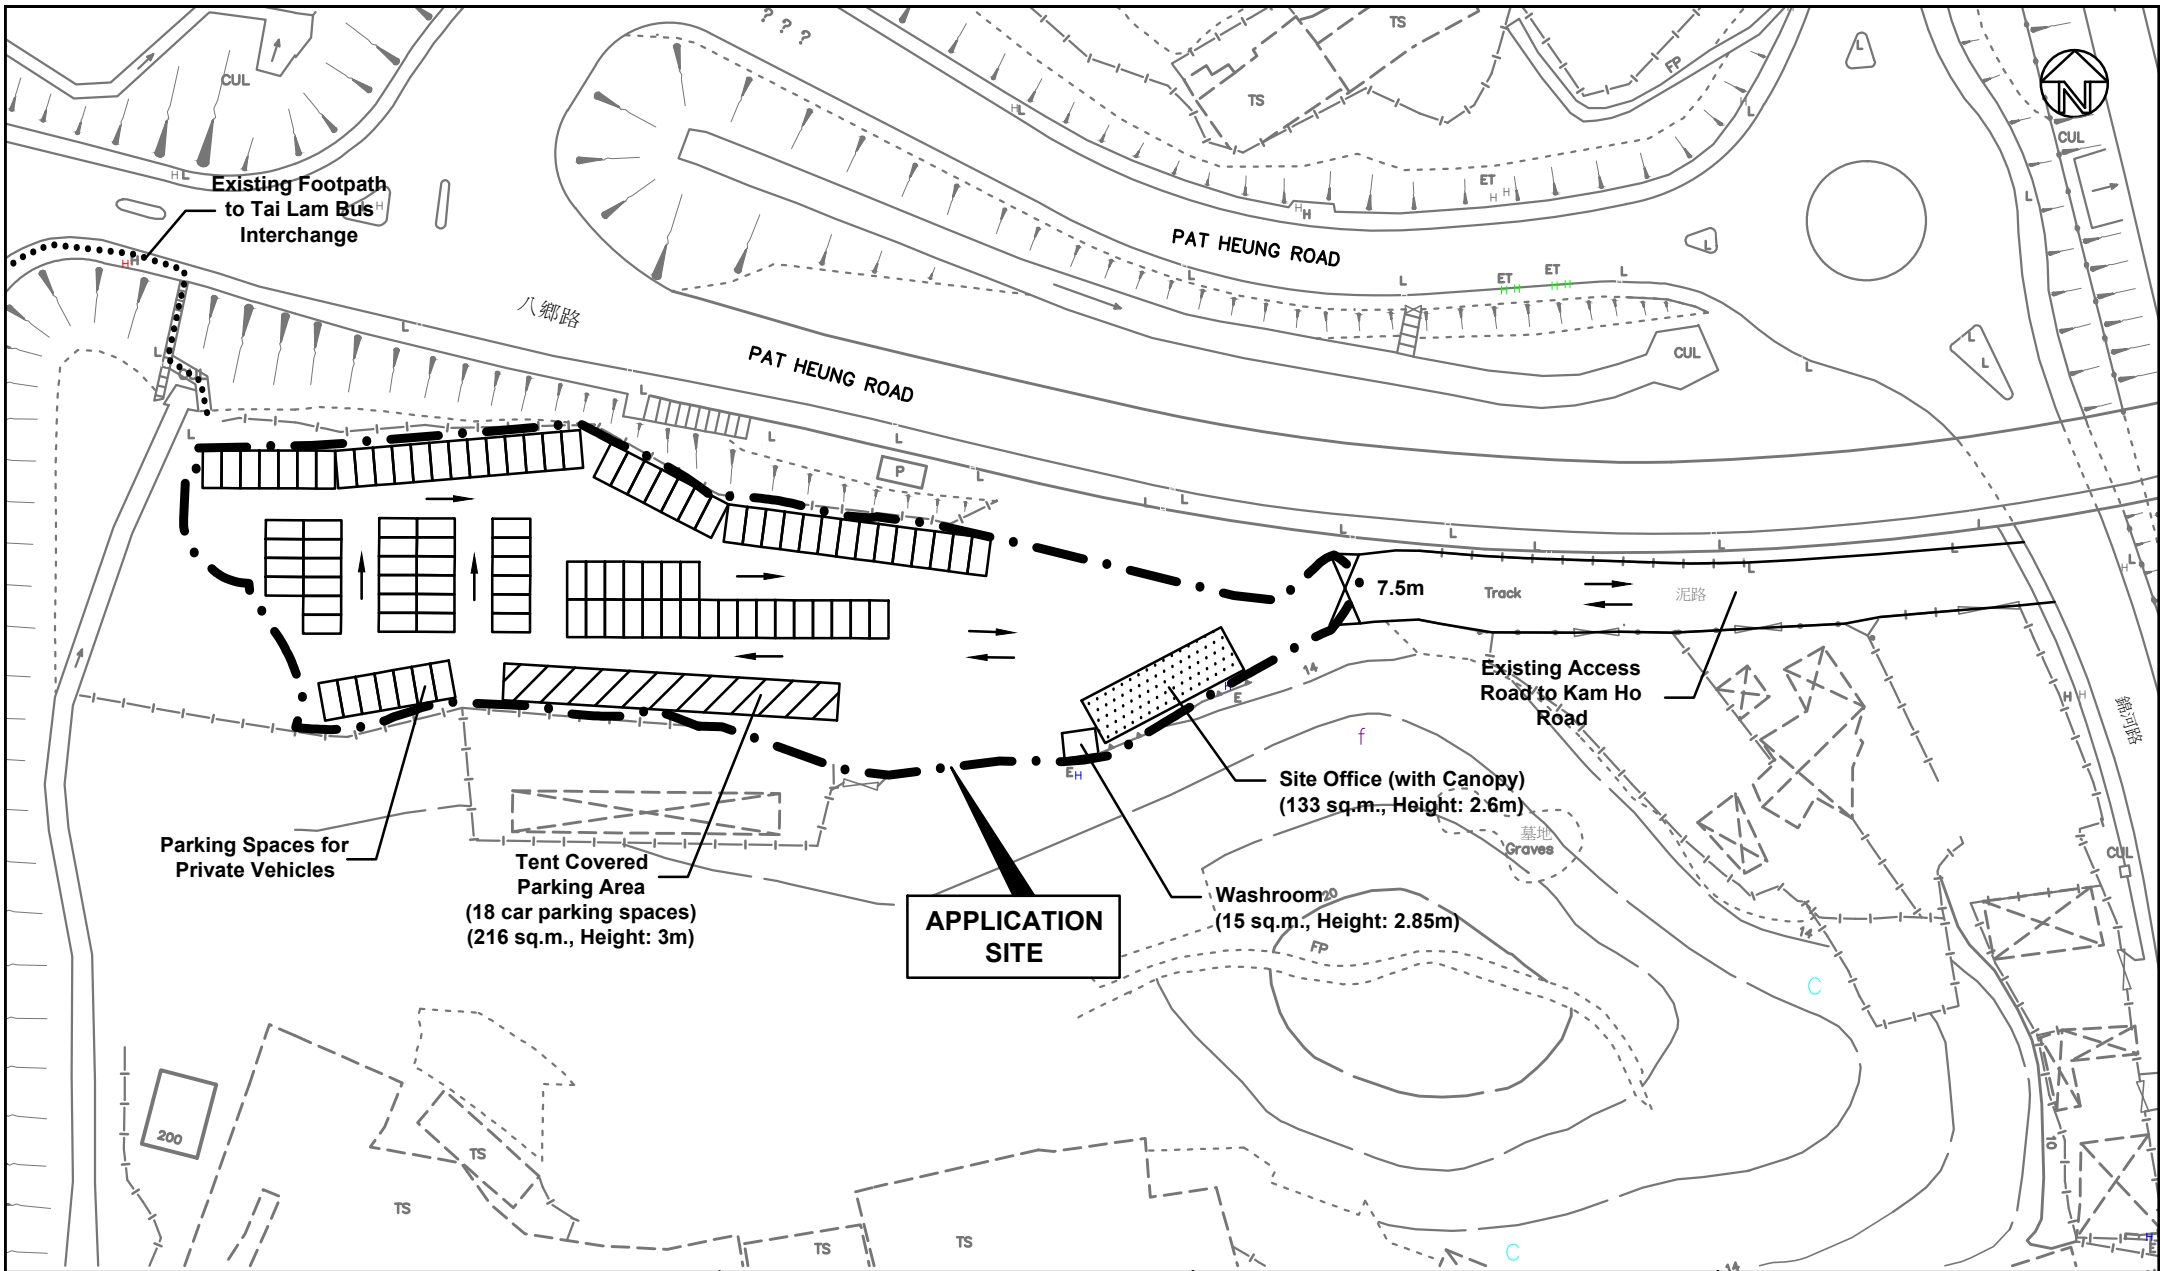 ? ? ?
TS
L
FP
CUL
TS
L
L
CUL
H L
ET
H H
L
H L
Existing Footpath
to Tai Lam Bus
Interchange
H H
PAT HEUNG ROAD
L
H H
L
L
ET
ET
L
H H
H H
八鄉路
L
L
PAT HEUNG ROAD
CUL
L
L
L
L
L
L
P
L
L
L
L
L
L
L
L
L
L
H
7.5m
Track
泥路
14
Existing Access
Road to Kam Ho
Road
H H
錦河路
E
H
f
E H
Site Office (with Canopy)
(133 sq.m., Height: 2.6m)
墓地
Graves
Parking Spaces for
Private Vehicles
Tent Covered
Parking Area
(18 car parking spaces)
(216 sq.m., Height: 3m)
CUL
20
Washroom
(15 sq.m., Height: 2.85m)
APPLICATION
SITE
14
FP
C
200
TS
10
TS
TS
TS
C
14
H
E
N